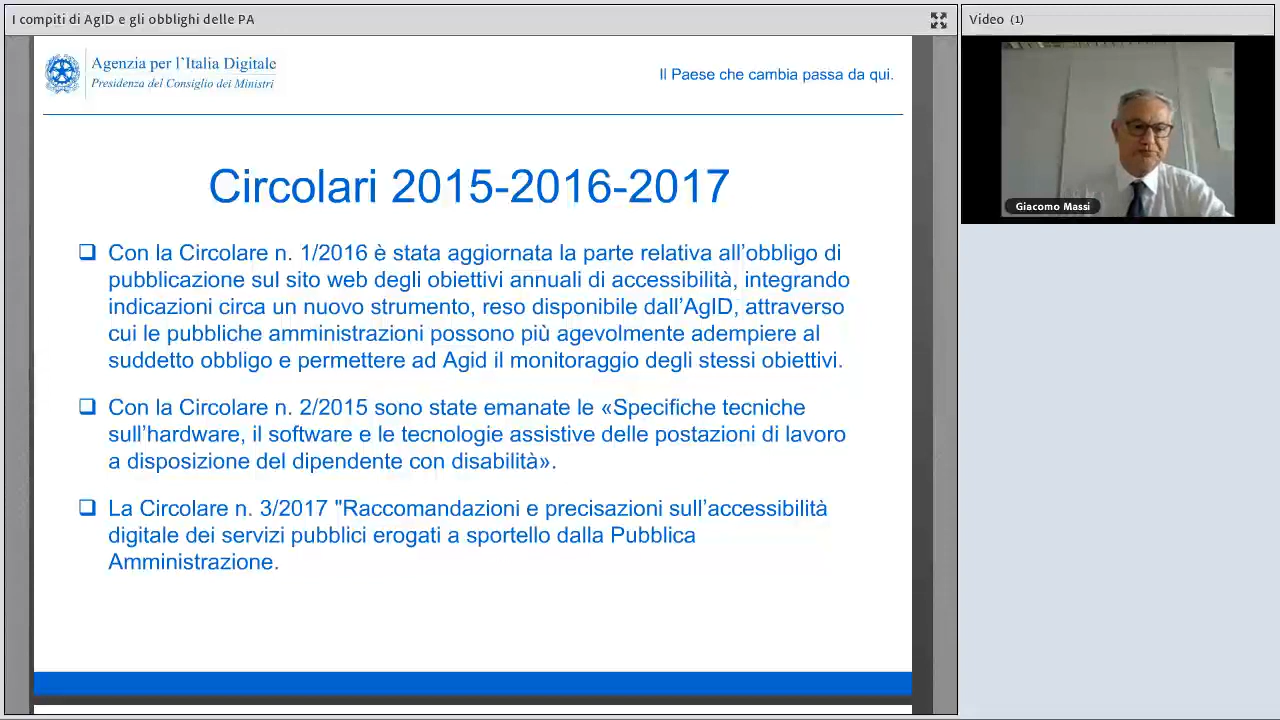 I compiti di AgID e gli obblighi delle PA
Video (1)
Agenzia per l'Italia Digitale
Presidenza del Consiglio dei Ministri
Il Paese che cambia passa da qui.
Giacomo Massi
Circolari 2015-2016-2017
❑ Con la Circolare n. 1/2016 è stata aggiornata la parte relativa all’obbligo di
pubblicazione sul sito web degli obiettivi annuali di accessibilità, integrando
indicazioni circa un nuovo strumento, reso disponibile dall’AgID, attraverso
cui le pubbliche amministrazioni possono più agevolmente adempiere al
suddetto obbligo e permettere ad Agid il monitoraggio degli stessi obiettivi.
❑ Con la Circolare n. 2/2015 sono state emanate le «Specifiche tecniche
sull’hardware, il software e le tecnologie assistive delle postazioni di lavoro
a disposizione del dipendente con disabilità».
❑ La Circolare n. 3/2017 "Raccomandazioni e precisazioni sull’accessibilità
digitale dei servizi pubblici erogati a sportello dalla Pubblica
Amministrazione.